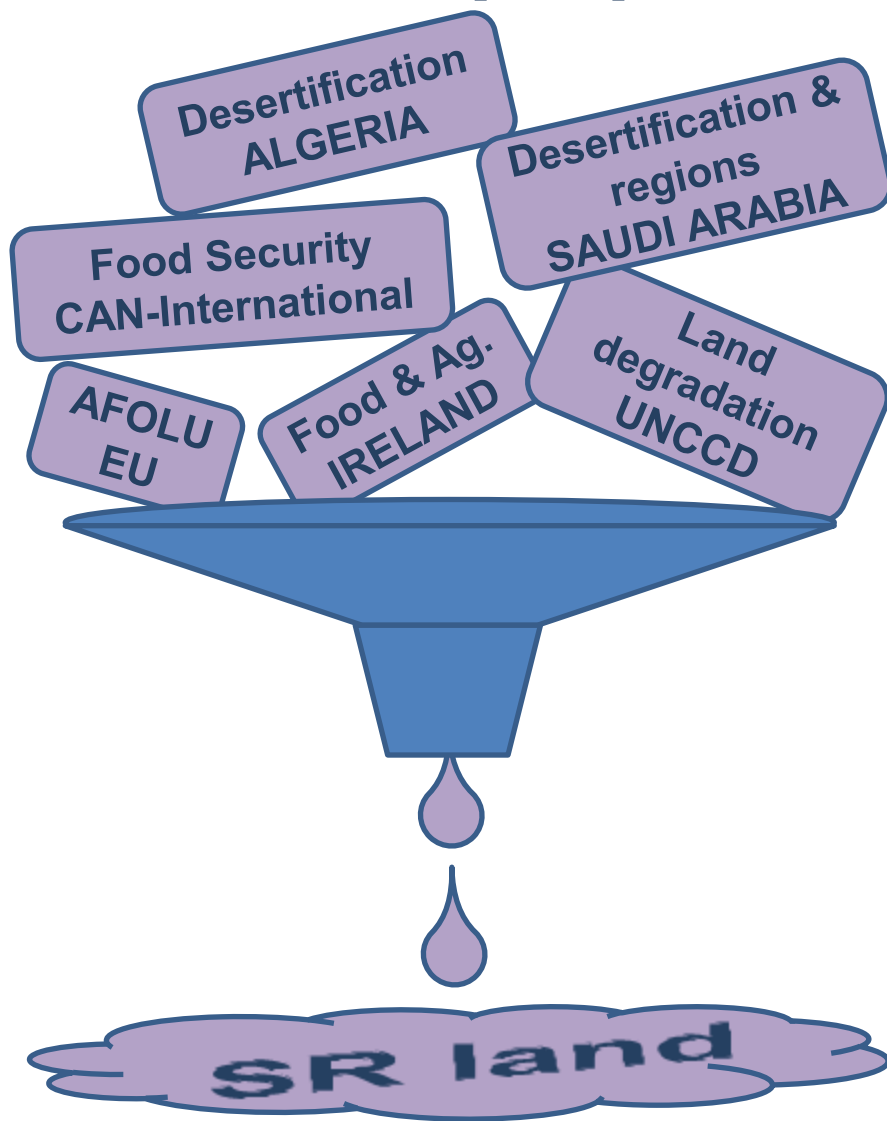 Desertification
ALGERIA
Desertification &
regions
SAUDI ARABIA
Food Security
CAN-International
AFOLU
EU
Food & Ag.
IRELAND
Land
degradation
UNCCD
SR land